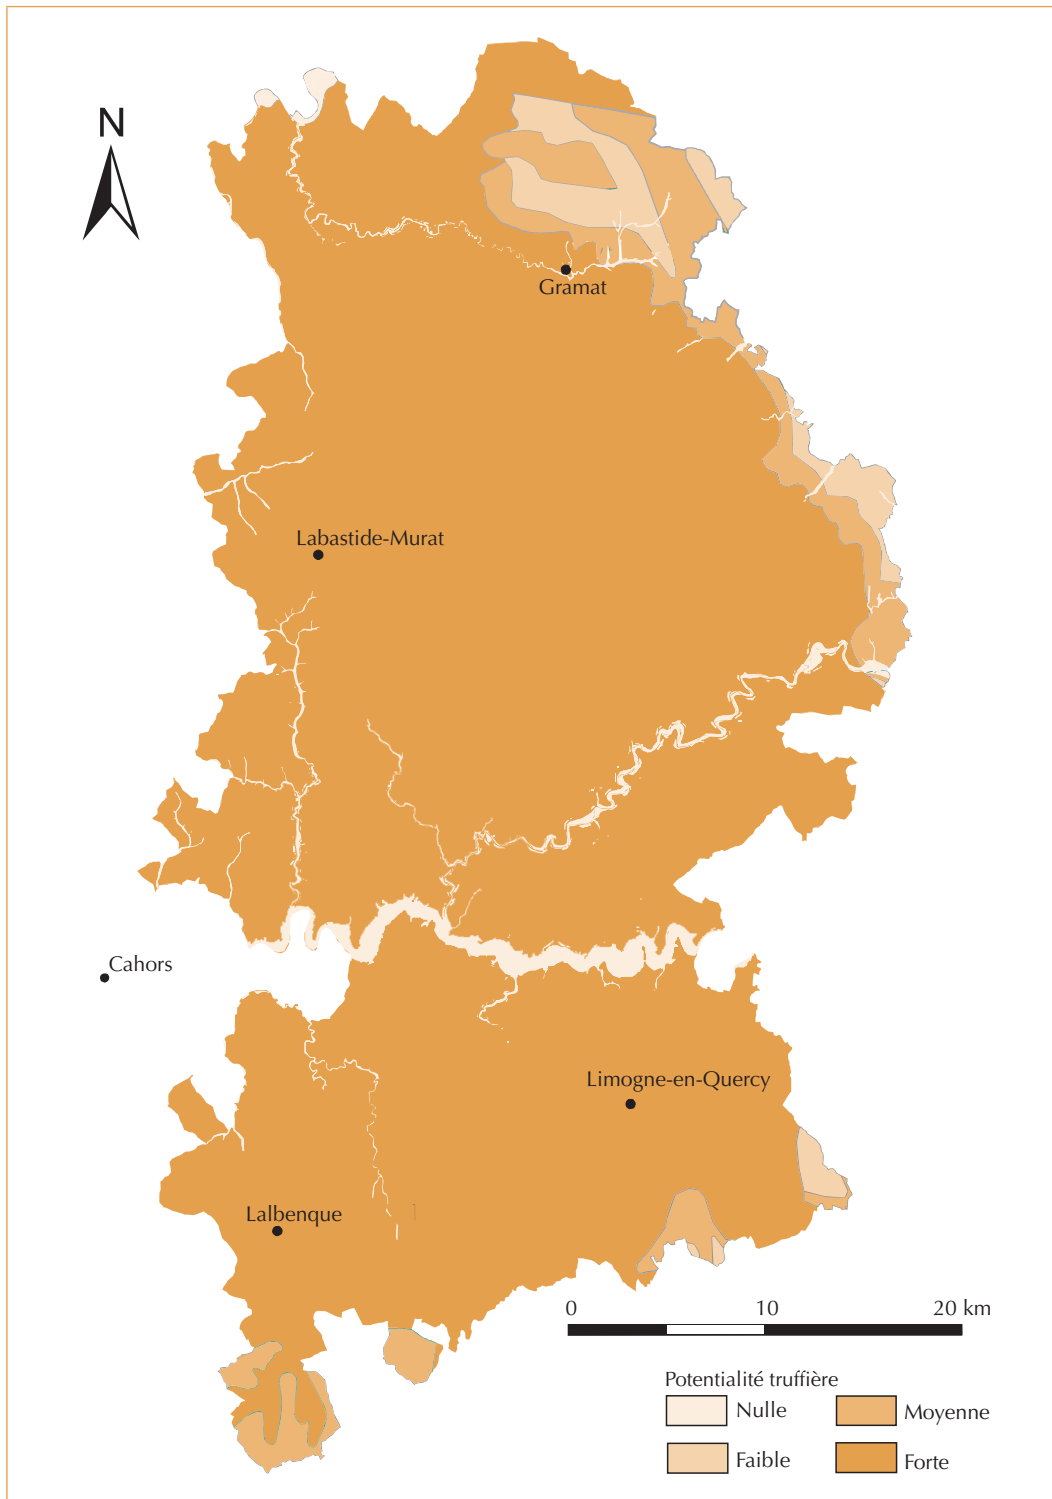 N
Gramat
Labastide-Murat
Cahors
Limogne-en-Quercy
Lalbenque
0 10 20 km
Potentialité truffière
Nulle Moyenne
Faible Forte